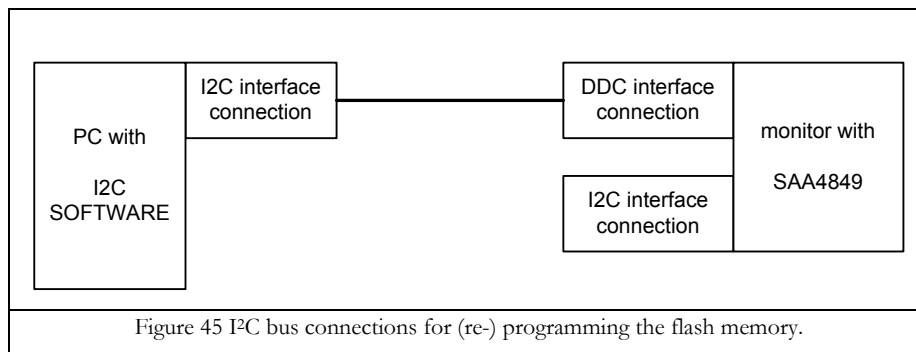 PC with
I2C
SOFTWARE
I2C interface
connection
DDC interface
connection
I2C interface
connection
monitor with
SAA4849
Figure 45 I²C bus connections for (re-) programming the flash memory.